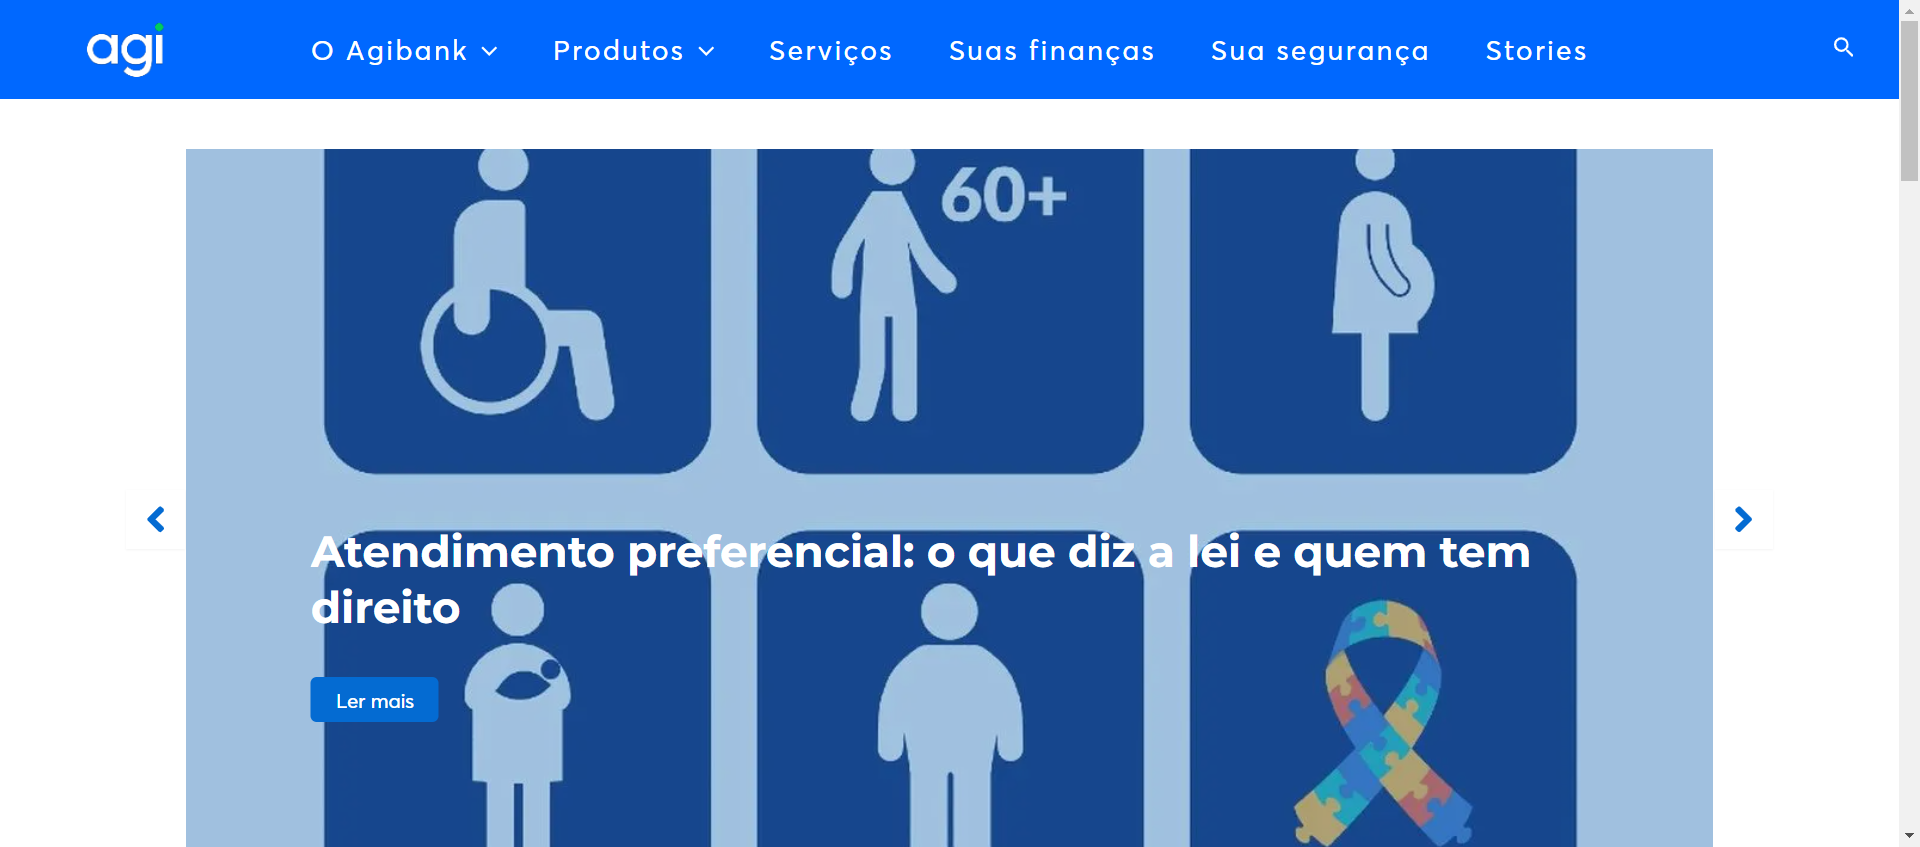 agi
O Agibank
Produtos
Serviços
Suas finanças
Sua segurança
Stories
60+
Atendimento preferencial: o que diz a lei e quem tem
direito
Ler mais